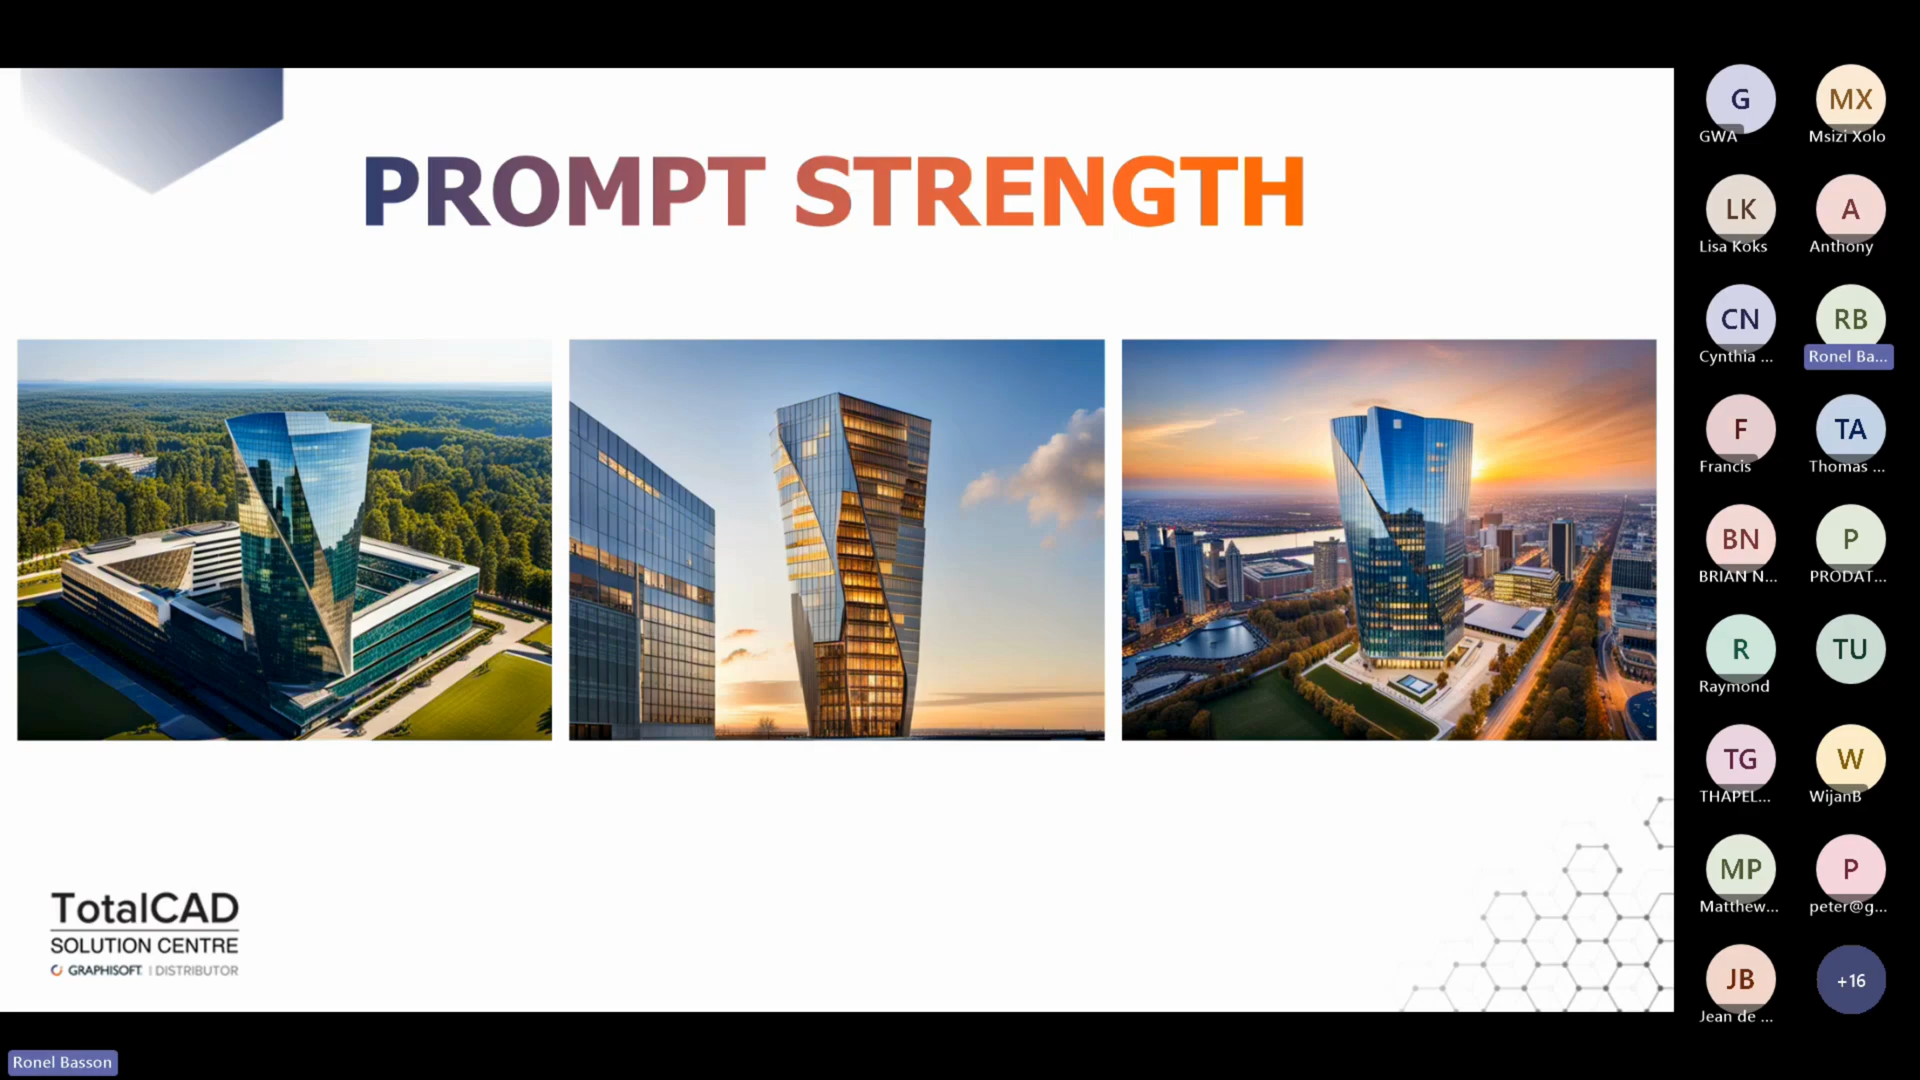 PROMPT STRENGTH
TotalCAD
SOLUTION CENTRE
GRAPHISOFT | DISTRIBUTOR
G
GWA
MX
Msizi Xolo
LK
Lisa Koks
A
Anthony
CN
Cynthia ...
RB
Ronel Ba...
F
Francis
TA
Thomas ...
BN
BRIAN N...
P
PRODAT...
R
Raymond
TU
TG
THAPEL...
W
WijanB
MP
Matthew...
P
peter@g...
JB
Jean de ...
+16
Ronel Basson